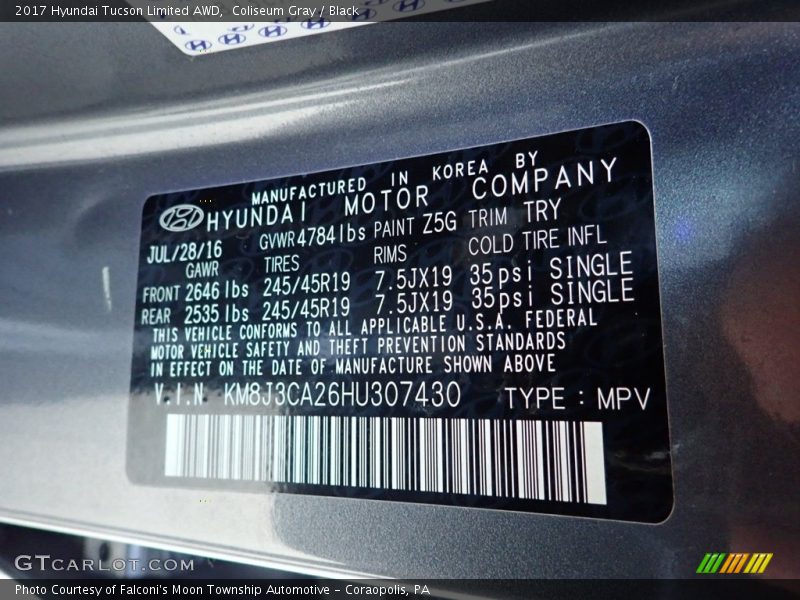 2017 Hyundai Tucson Limited AWD,  Coliseum Gray / Black
MANUFACTURED IN KOREA BY
HYUNDAI MOTOR COMPANY
JUL/28/16 GVWR 4784 lbs PAINT Z5G TRIM TRY
GAWR TIRES RIMS COLD TIRE INFL
FRONT 2646 lbs 245/45R19 7.5JX19 35psi SINGLE
REAR 2535 lbs 245/45R19 7.5JX19 35psi SINGLE
THIS VEHICLE CONFORMS TO ALL APPLICABLE U.S.A. FEDERAL
MOTOR VEHICLE SAFETY AND THEFT PREVENTION STANDARDS
IN EFFECT ON THE DATE OF MANUFACTURE SHOWN ABOVE
V.I.N. KM8J3CA26HU307430 TYPE : MPV
GTCARLOT.COM
Photo Courtesy of Falconi's Moon Township Automotive – Coraopolis, PA